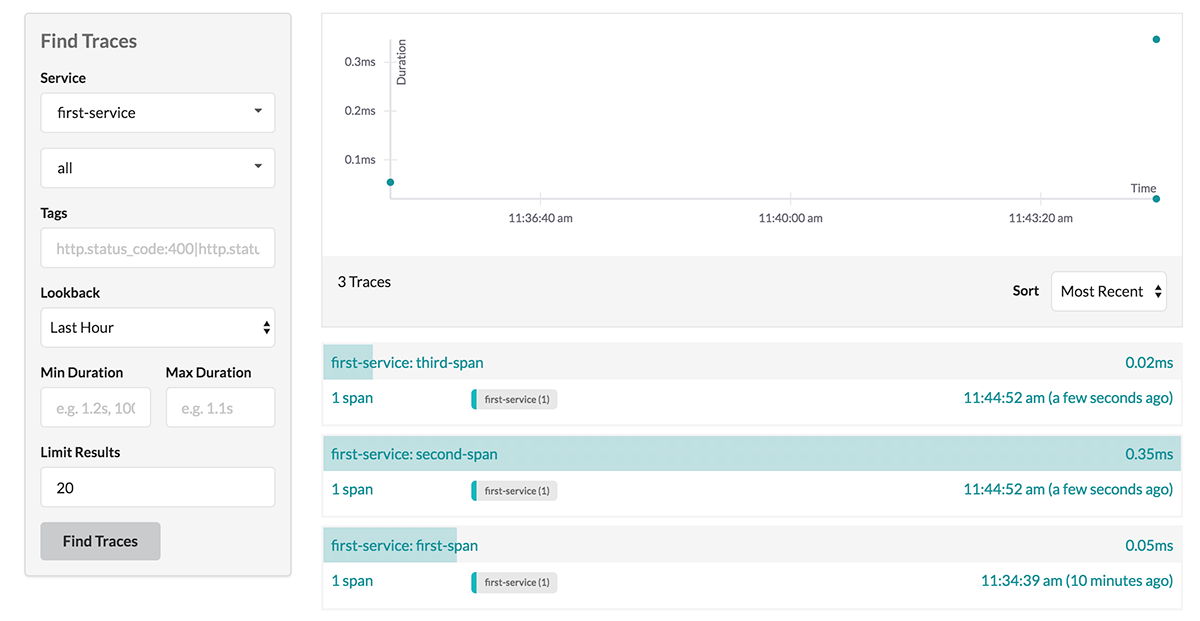 Find Traces
Service
first-service
all
Tags
http.status_code:400|http.statu
Lookback
Last Hour
Min Duration Max Duration
e.g. 1.2s, 100 e.g. 1.1s
Limit Results
20
Find Traces
Duration
0.3ms
0.2ms
0.1ms
Time
11:36:40 am 11:40:00 am 11:43:20 am
3 Traces
Sort Most Recent
first-service: third-span 0.02ms
1 span first-service (1) 11:44:52 am (a few seconds ago)
first-service: second-span 0.35ms
1 span first-service (1) 11:44:52 am (a few seconds ago)
first-service: first-span 0.05ms
1 span first-service (1) 11:34:39 am (10 minutes ago)